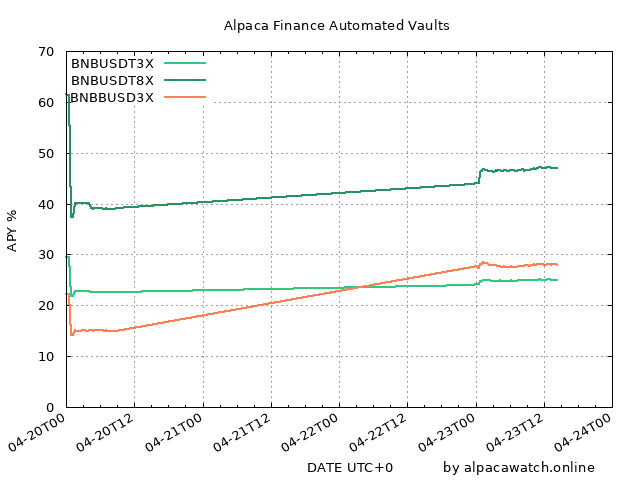 Alpaca Finance Automated Vaults
BNBUSDT3X
BNBUSDT8X
BNBBUSD3X
APY %
70
60
50
40
30
20
10
0
04-20T00
04-20T12
04-21T00
04-21T12
04-22T00
04-22T12
04-23T00
04-23T12
04-24T00
DATE UTC+0
by alpacawatch.online